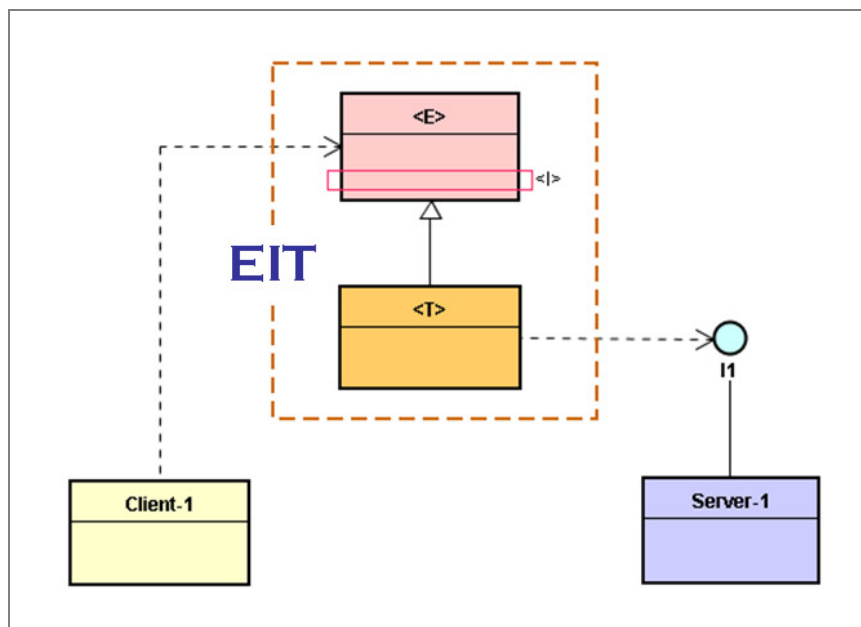 <E>
<I>
EIT
<T>
I1
Client-1
Server-1